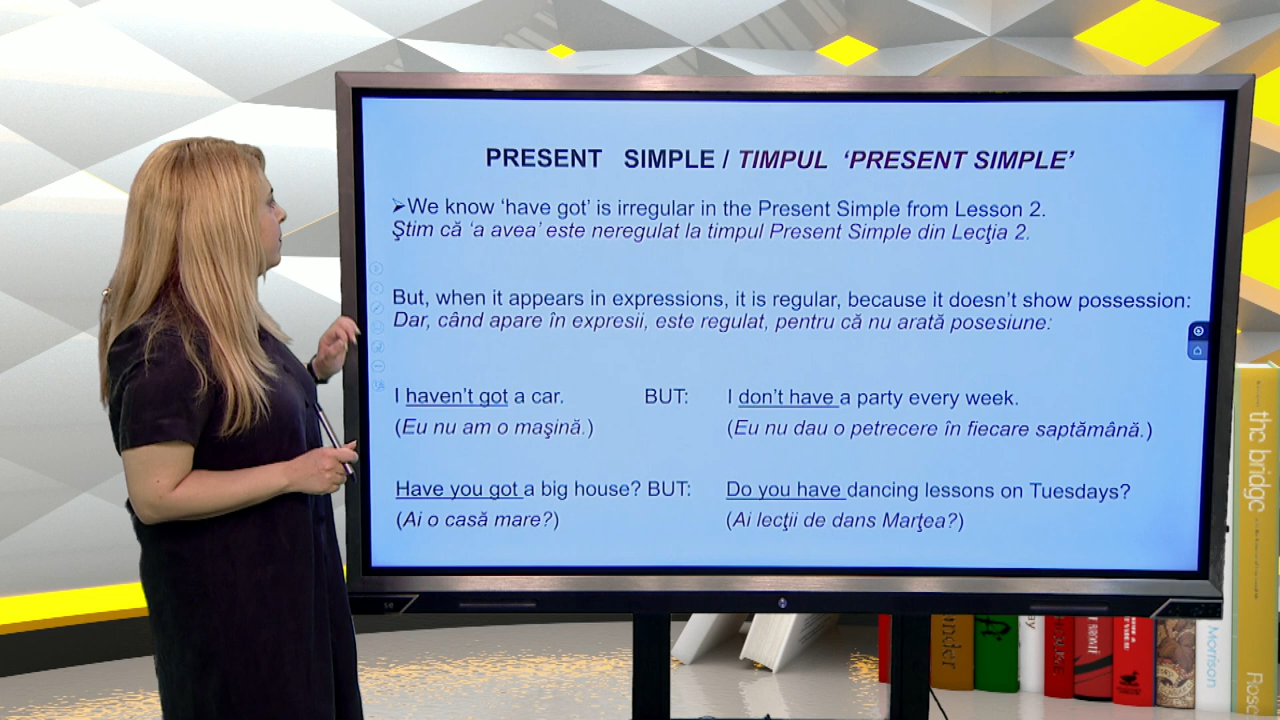 PRESENT SIMPLE / TIMPUL ‘PRESENT SIMPLE’
➢We know ‘have got’ is irregular in the Present Simple from Lesson 2.
Ştim că ‘a avea’ este neregulat la timpul Present Simple din Lecţia 2.
But, when it appears in expressions, it is regular, because it doesn’t show possession:
Dar, când apare în expresii, este regulat, pentru că nu arată posesiune:
I haven’t got a car. BUT: I don’t have a party every week.
(Eu nu am o maşină.) (Eu nu dau o petrecere în fiecare saptămână.)
Have you got a big house? BUT: Do you have dancing lessons on Tuesdays?
(Ai o casă mare?) (Ai lecţii de dans Marţea?)
the bridge
Morrison